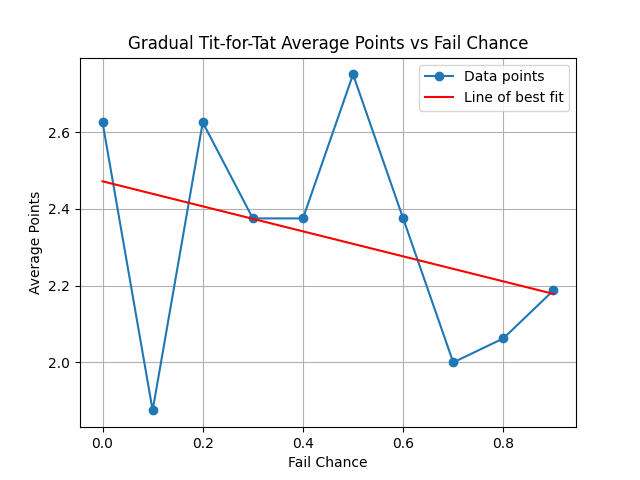 Gradual Tit-for-Tat Average Points vs Fail Chance
Data points
Line of best fit
2.6
2.4
2.2
2.0
Average Points
0.0 0.2 0.4 0.6 0.8
Fail Chance